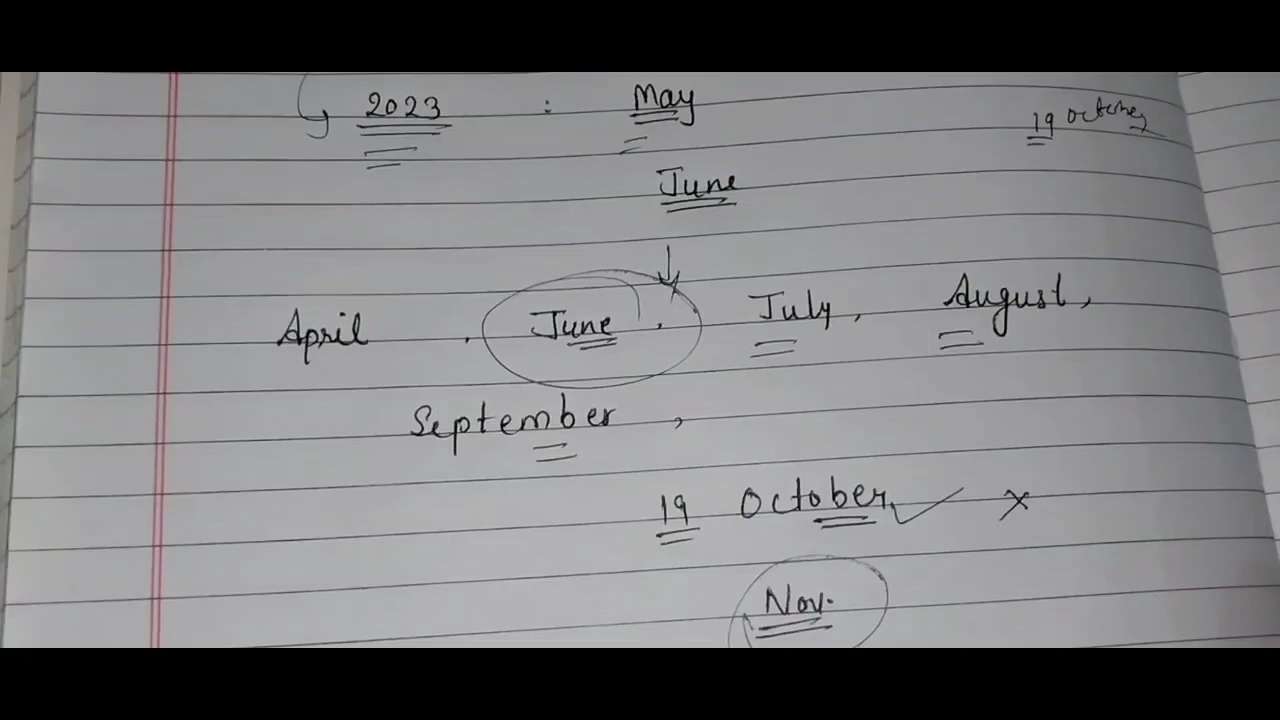 2023 : May
19 October
June
April , June , July , August ,
September ,
19 October ✓ ×
Nov.